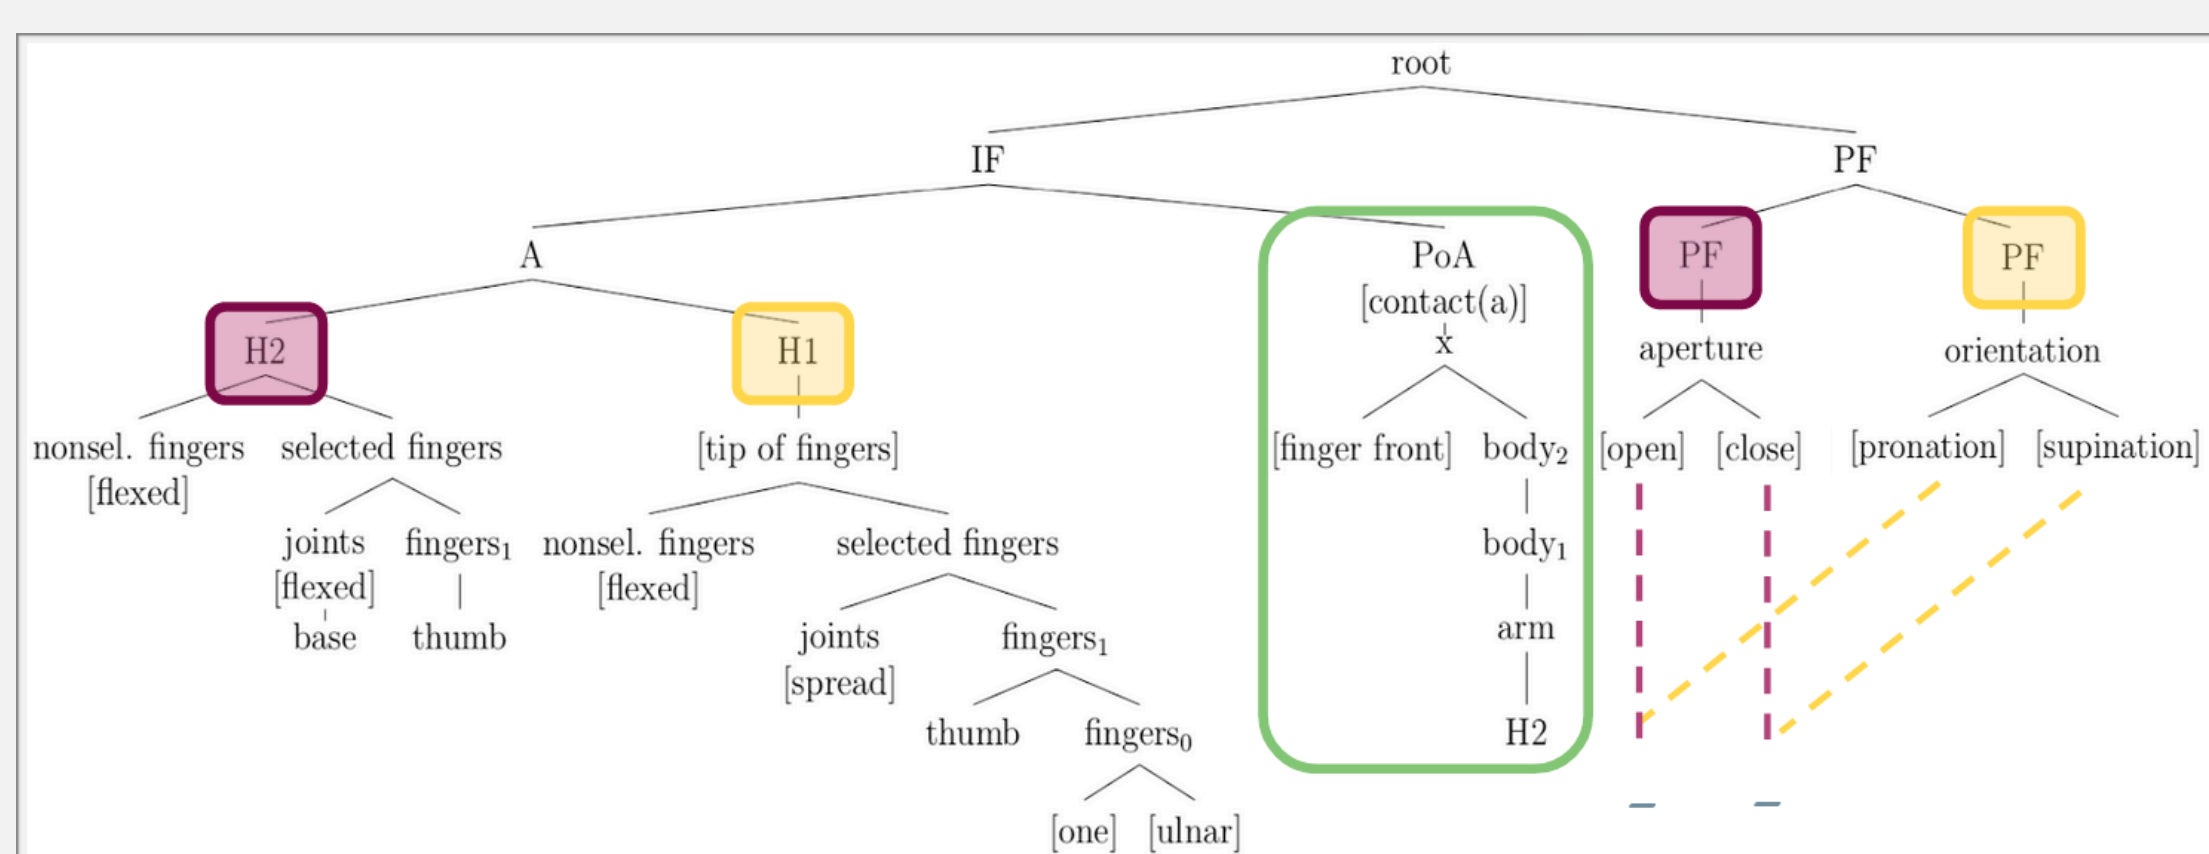 root
IF PF
A PoA PF PF
[contact(a)]
H2 H1 x aperture orientation
nonsel. fingers selected fingers [tip of fingers] [finger front] body₂ [open] [close] [pronation] [supination]
[flexed]
joints fingers₁ nonsel. fingers selected fingers body₁
[flexed] [flexed]
base thumb joints fingers₁ arm
[spread]
thumb fingers₀ H2
[one] [ulnar]